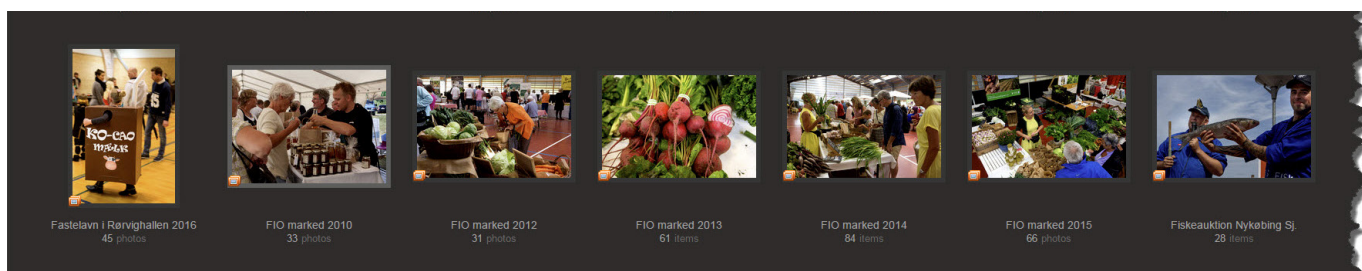 KO-CAO
MÆLK
Fastelavn i Rørvighallen 2016
45 photos
FIO marked 2010
33 photos
FIO marked 2012
31 photos
FIO marked 2013
61 items
FIO marked 2014
84 items
FIO marked 2015
66 photos
Fiskeauktion Nykøbing Sj.
28 items